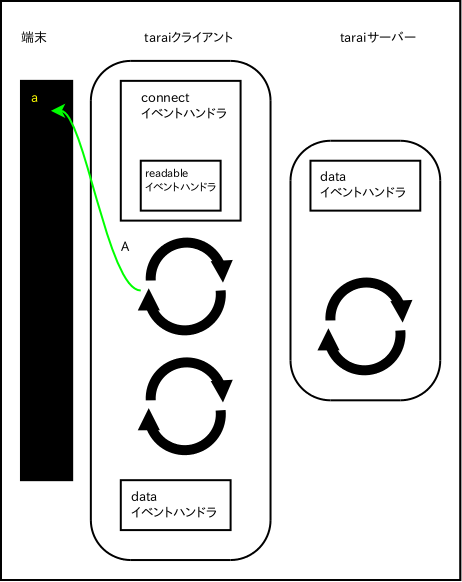 端末
taraiクライアント
taraiサーバー
a
connect
イベントハンドラ
readable
イベントハンドラ
A
data
イベントハンドラ
data
イベントハンドラ